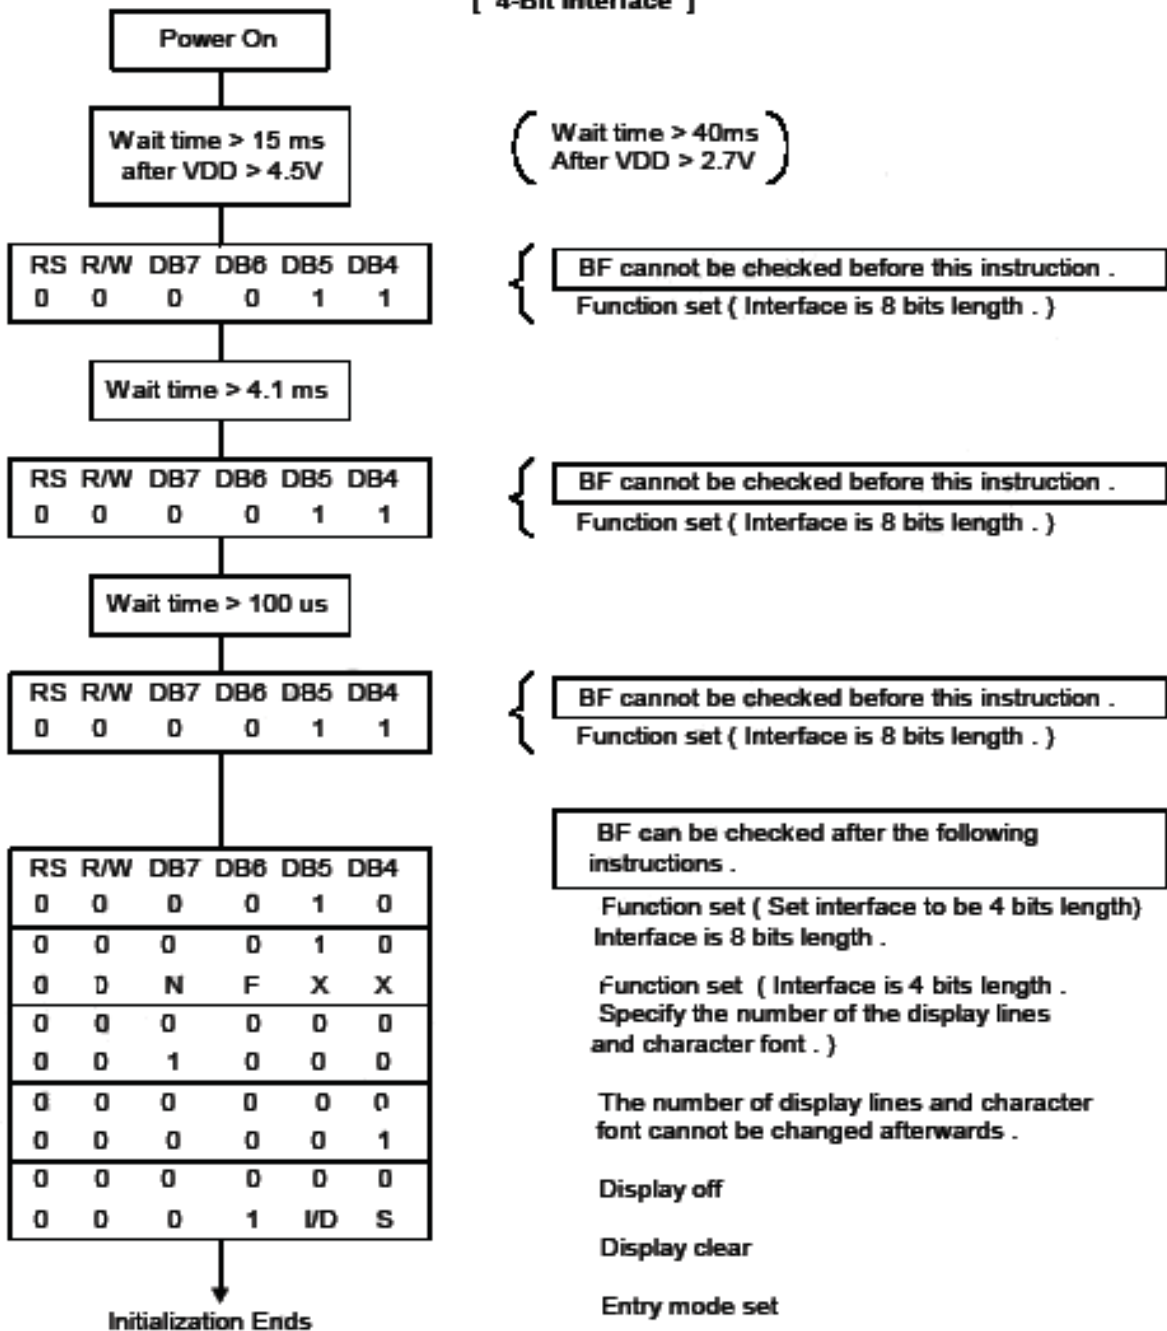 [ 4-Bit Interface ]
Power On
Wait time > 15 ms
after VDD > 4.5V
Wait time > 40ms
After VDD > 2.7V
RS R/W DB7 DB6 DB5 DB4
0 0 0 0 1 1
BF cannot be checked before this instruction .
Function set ( Interface is 8 bits length . )
Wait time > 4.1 ms
RS R/W DB7 DB6 DB5 DB4
0 0 0 0 1 1
BF cannot be checked before this instruction .
Function set ( Interface is 8 bits length . )
Wait time > 100 us
RS R/W DB7 DB6 DB5 DB4
0 0 0 0 1 1
BF cannot be checked before this instruction .
Function set ( Interface is 8 bits length . )
RS R/W DB7 DB6 DB5 DB4
0 0 0 0 1 0
0 0 0 0 1 0
0 0 N F X X
0 0 0 0 0 0
0 0 1 0 0 0
0 0 0 0 0 0
0 0 0 0 0 1
0 0 0 0 0 0
0 0 0 1 I/D S
BF can be checked after the following
instructions .
Function set ( Set interface to be 4 bits length)
Interface is 8 bits length .
Function set ( Interface is 4 bits length .
Specify the number of the display lines
and character font . )
The number of display lines and character
font cannot be changed afterwards .
Display off
Display clear
Entry mode set
Initialization Ends